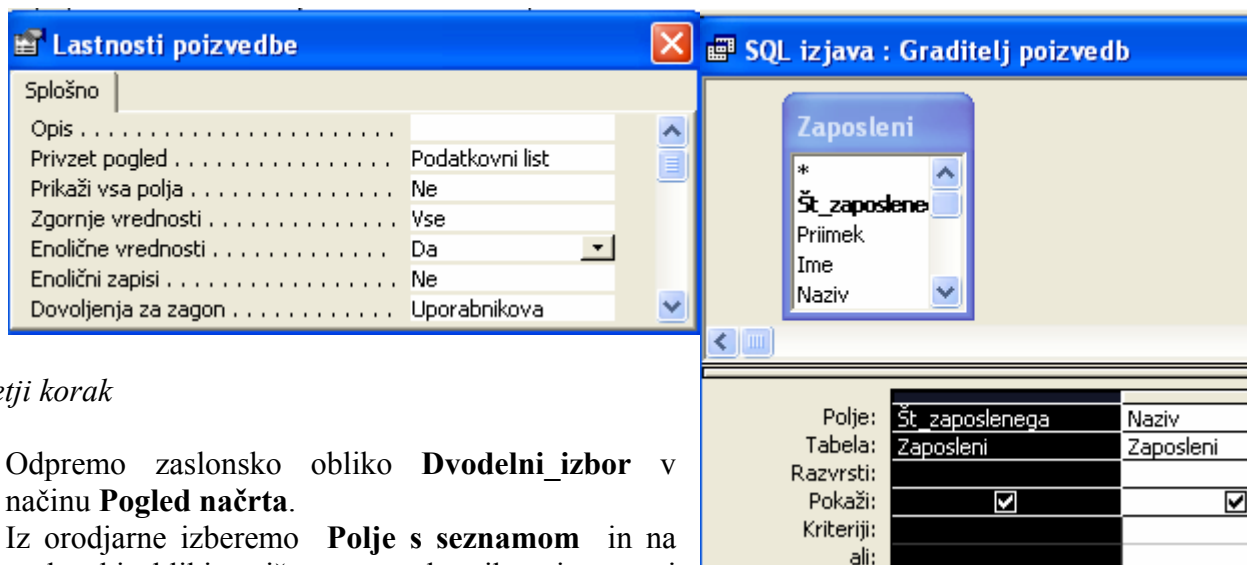 Lastnosti poizvedbe
Splošno
Opis
Privzet pogled Podatkovni list
Prikaži vsa polja Ne
Zgornje vrednosti Vse
Enolične vrednosti Da
Enolični zapisi Ne
Dovoljenja za zagon Uporabnikova
SQL izjava : Graditelj poizvedb
Zaposleni
*
Št_zaposlene
Priimek
Ime
Naziv
Polje: Št_zaposlenega Naziv
Tabela: Zaposleni Zaposleni
Razvrsti:
Pokaži:
Kriteriji:
ali:
etji korak
Odpremo zaslonsko obliko Dvodelni_izbor v
načinu Pogled načrta.
Iz orodjarne izberemo Polje s seznamom in na